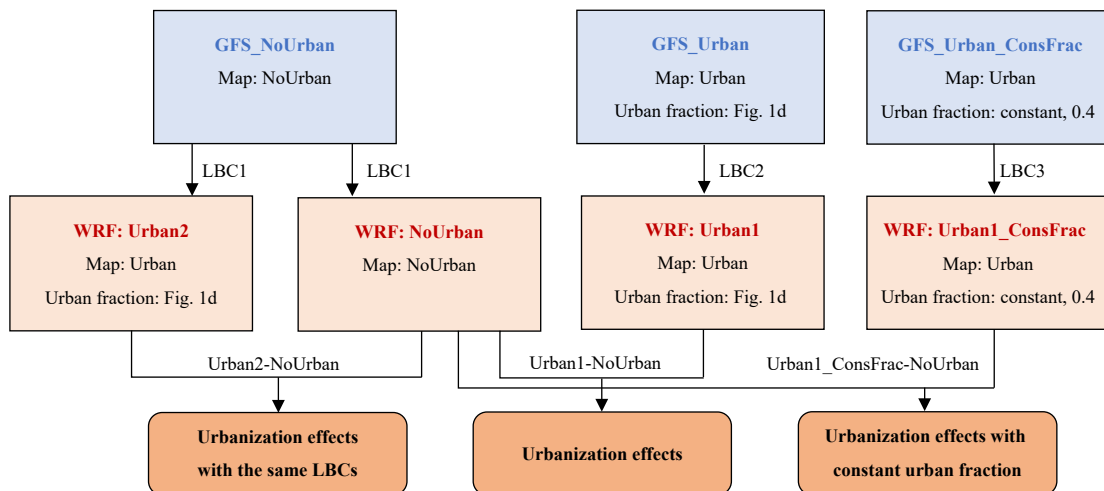 GFS_NoUrban
Map: NoUrban
GFS_Urban
Map: Urban
Urban fraction: Fig. 1d
GFS_Urban_ConsFrac
Map: Urban
Urban fraction: constant, 0.4
LBC1
LBC1
LBC2
LBC3
WRF: Urban2
Map: Urban
Urban fraction: Fig. 1d
WRF: NoUrban
Map: NoUrban
WRF: Urban1
Map: Urban
Urban fraction: Fig. 1d
WRF: Urban1_ConsFrac
Map: Urban
Urban fraction: constant, 0.4
Urban2-NoUrban
Urban1-NoUrban
Urban1_ConsFrac-NoUrban
Urbanization effects
with the same LBCs
Urbanization effects
Urbanization effects with
constant urban fraction